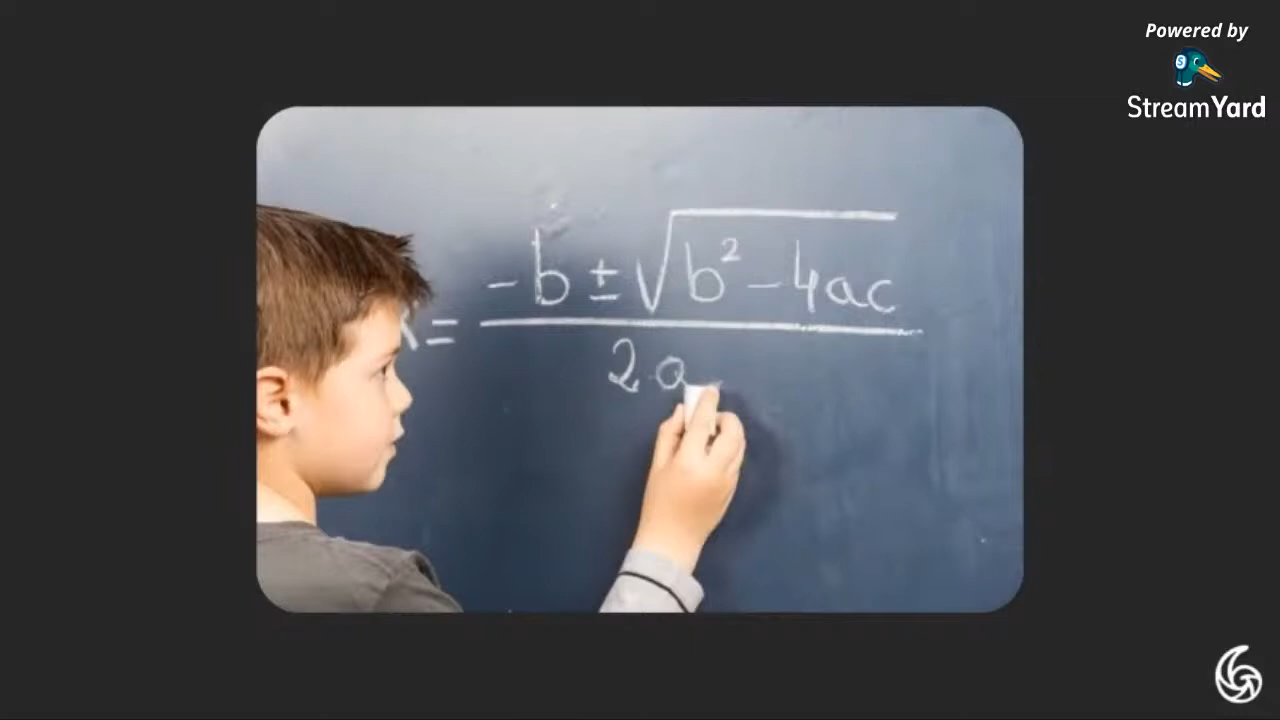 Powered by
StreamYard
x = -b ± √b² - 4ac
2a